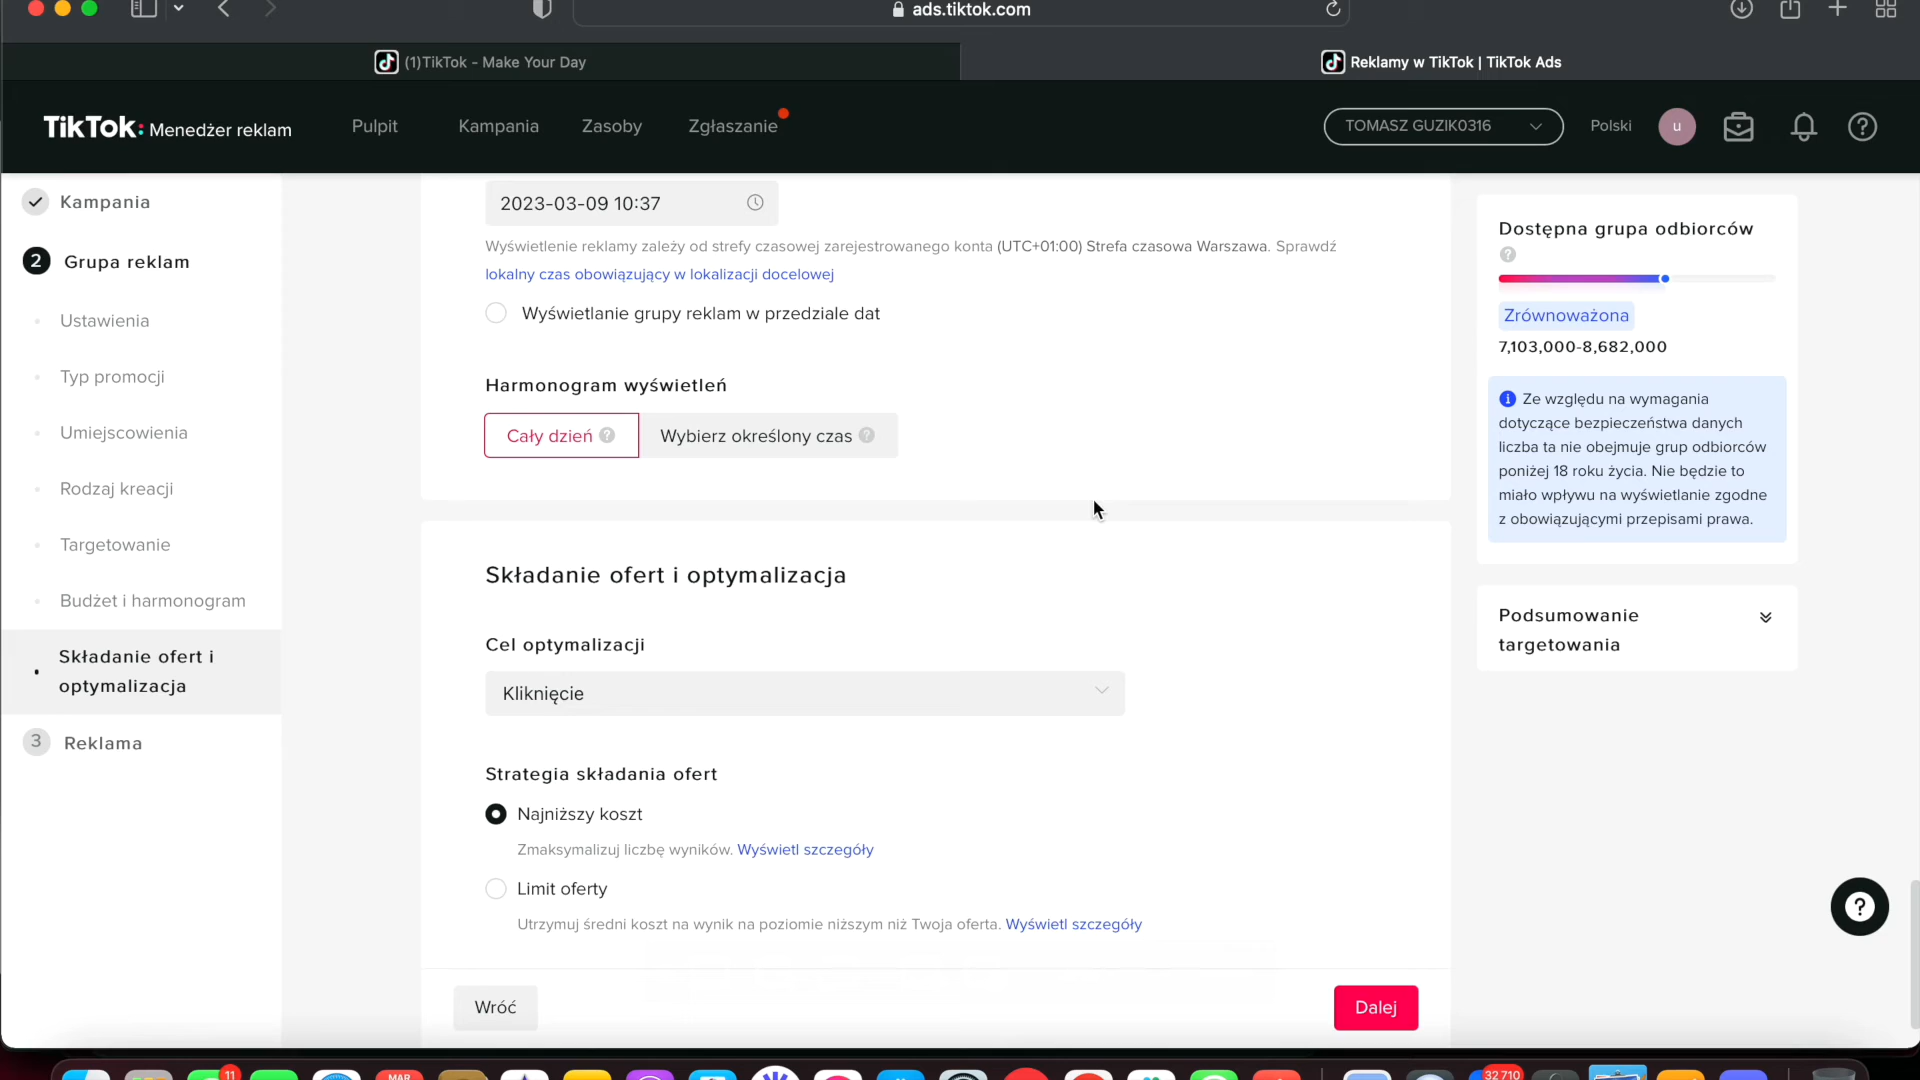 ads.tiktok.com
(1)TikTok - Make Your Day
Reklamy w TikTok | TikTok Ads
TikTok: Menedżer reklam
Pulpit
Kampania
Zasoby
Zgłaszanie
TOMASZ GUZIK0316
Polski
u
Kampania
2 Grupa reklam
Ustawienia
Typ promocji
Umiejscowienia
Rodzaj kreacji
Targetowanie
Budżet i harmonogram
Składanie ofert i
optymalizacja
3 Reklama
2023-03-09 10:37
Wyświetlenie reklamy zależy od strefy czasowej zarejestrowanego konta (UTC+01:00) Strefa czasowa Warszawa. Sprawdź
lokalny czas obowiązujący w lokalizacji docelowej
Wyświetlanie grupy reklam w przedziale dat
Harmonogram wyświetleń
Cały dzień ?
Wybierz określony czas ?
Składanie ofert i optymalizacja
Cel optymalizacji
Kliknięcie
Strategia składania ofert
Najniższy koszt
Zmaksymalizuj liczbę wyników. Wyświetl szczegóły
Limit oferty
Utrzymuj średni koszt na wynik na poziomie niższym niż Twoja oferta. Wyświetl szczegóły
Wróć
Dalej
Dostępna grupa odbiorców
?
Zrównoważona
7,103,000-8,682,000
Ze względu na wymagania
dotyczące bezpieczeństwa danych
liczba ta nie obejmuje grup odbiorców
poniżej 18 roku życia. Nie będzie to
miało wpływu na wyświetlanie zgodne
z obowiązującymi przepisami prawa.
Podsumowanie
targetowania
?
11
MAR
32 710